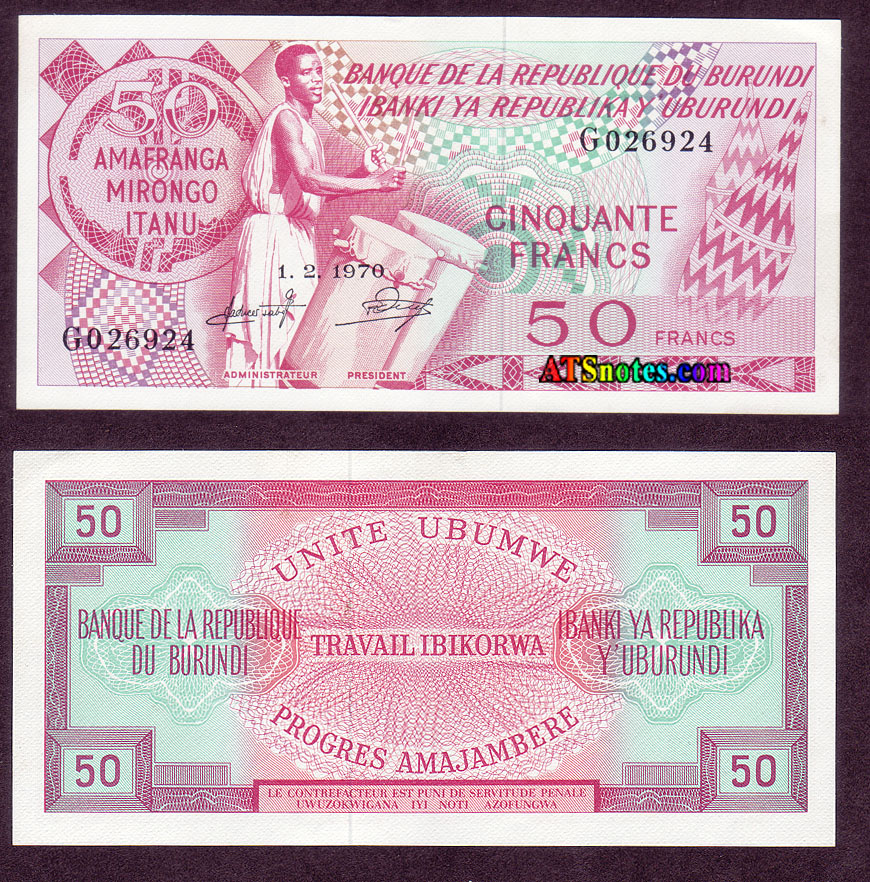 50
AMAFRANGA
MIRONGO
ITANU
BANQUE DE LA REPUBLIQUE DU BURUNDI
IBANKI YA REPUBLIKA Y'UBURUNDI
G026924
CINQUANTE
FRANCS
1. 2. 1970
G026924
50 FRANCS
ADMINISTRATEUR PRESIDENT
ATSnotes.com
50
50
UNITE UBUMWE
BANQUE DE LA REPUBLIQUE
DU BURUNDI
TRAVAIL IBIKORWA
IBANKI YA REPUBLIKA
Y'UBURUNDI
PROGRES AMAJAMBERE
50
50
LE CONTREFACTEUR EST PUNI DE SERVITUDE PENALE
UWUZOKWIGANA IYI NOTI AZOFUNGWA